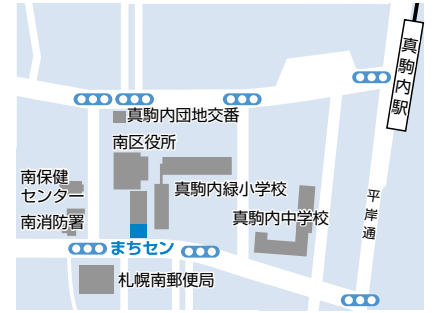 真駒内駅
真駒内団地交番
南区役所
南保健
センター
真駒内緑小学校
平岸通
南消防署
真駒内中学校
まちセン
札幌南郵便局